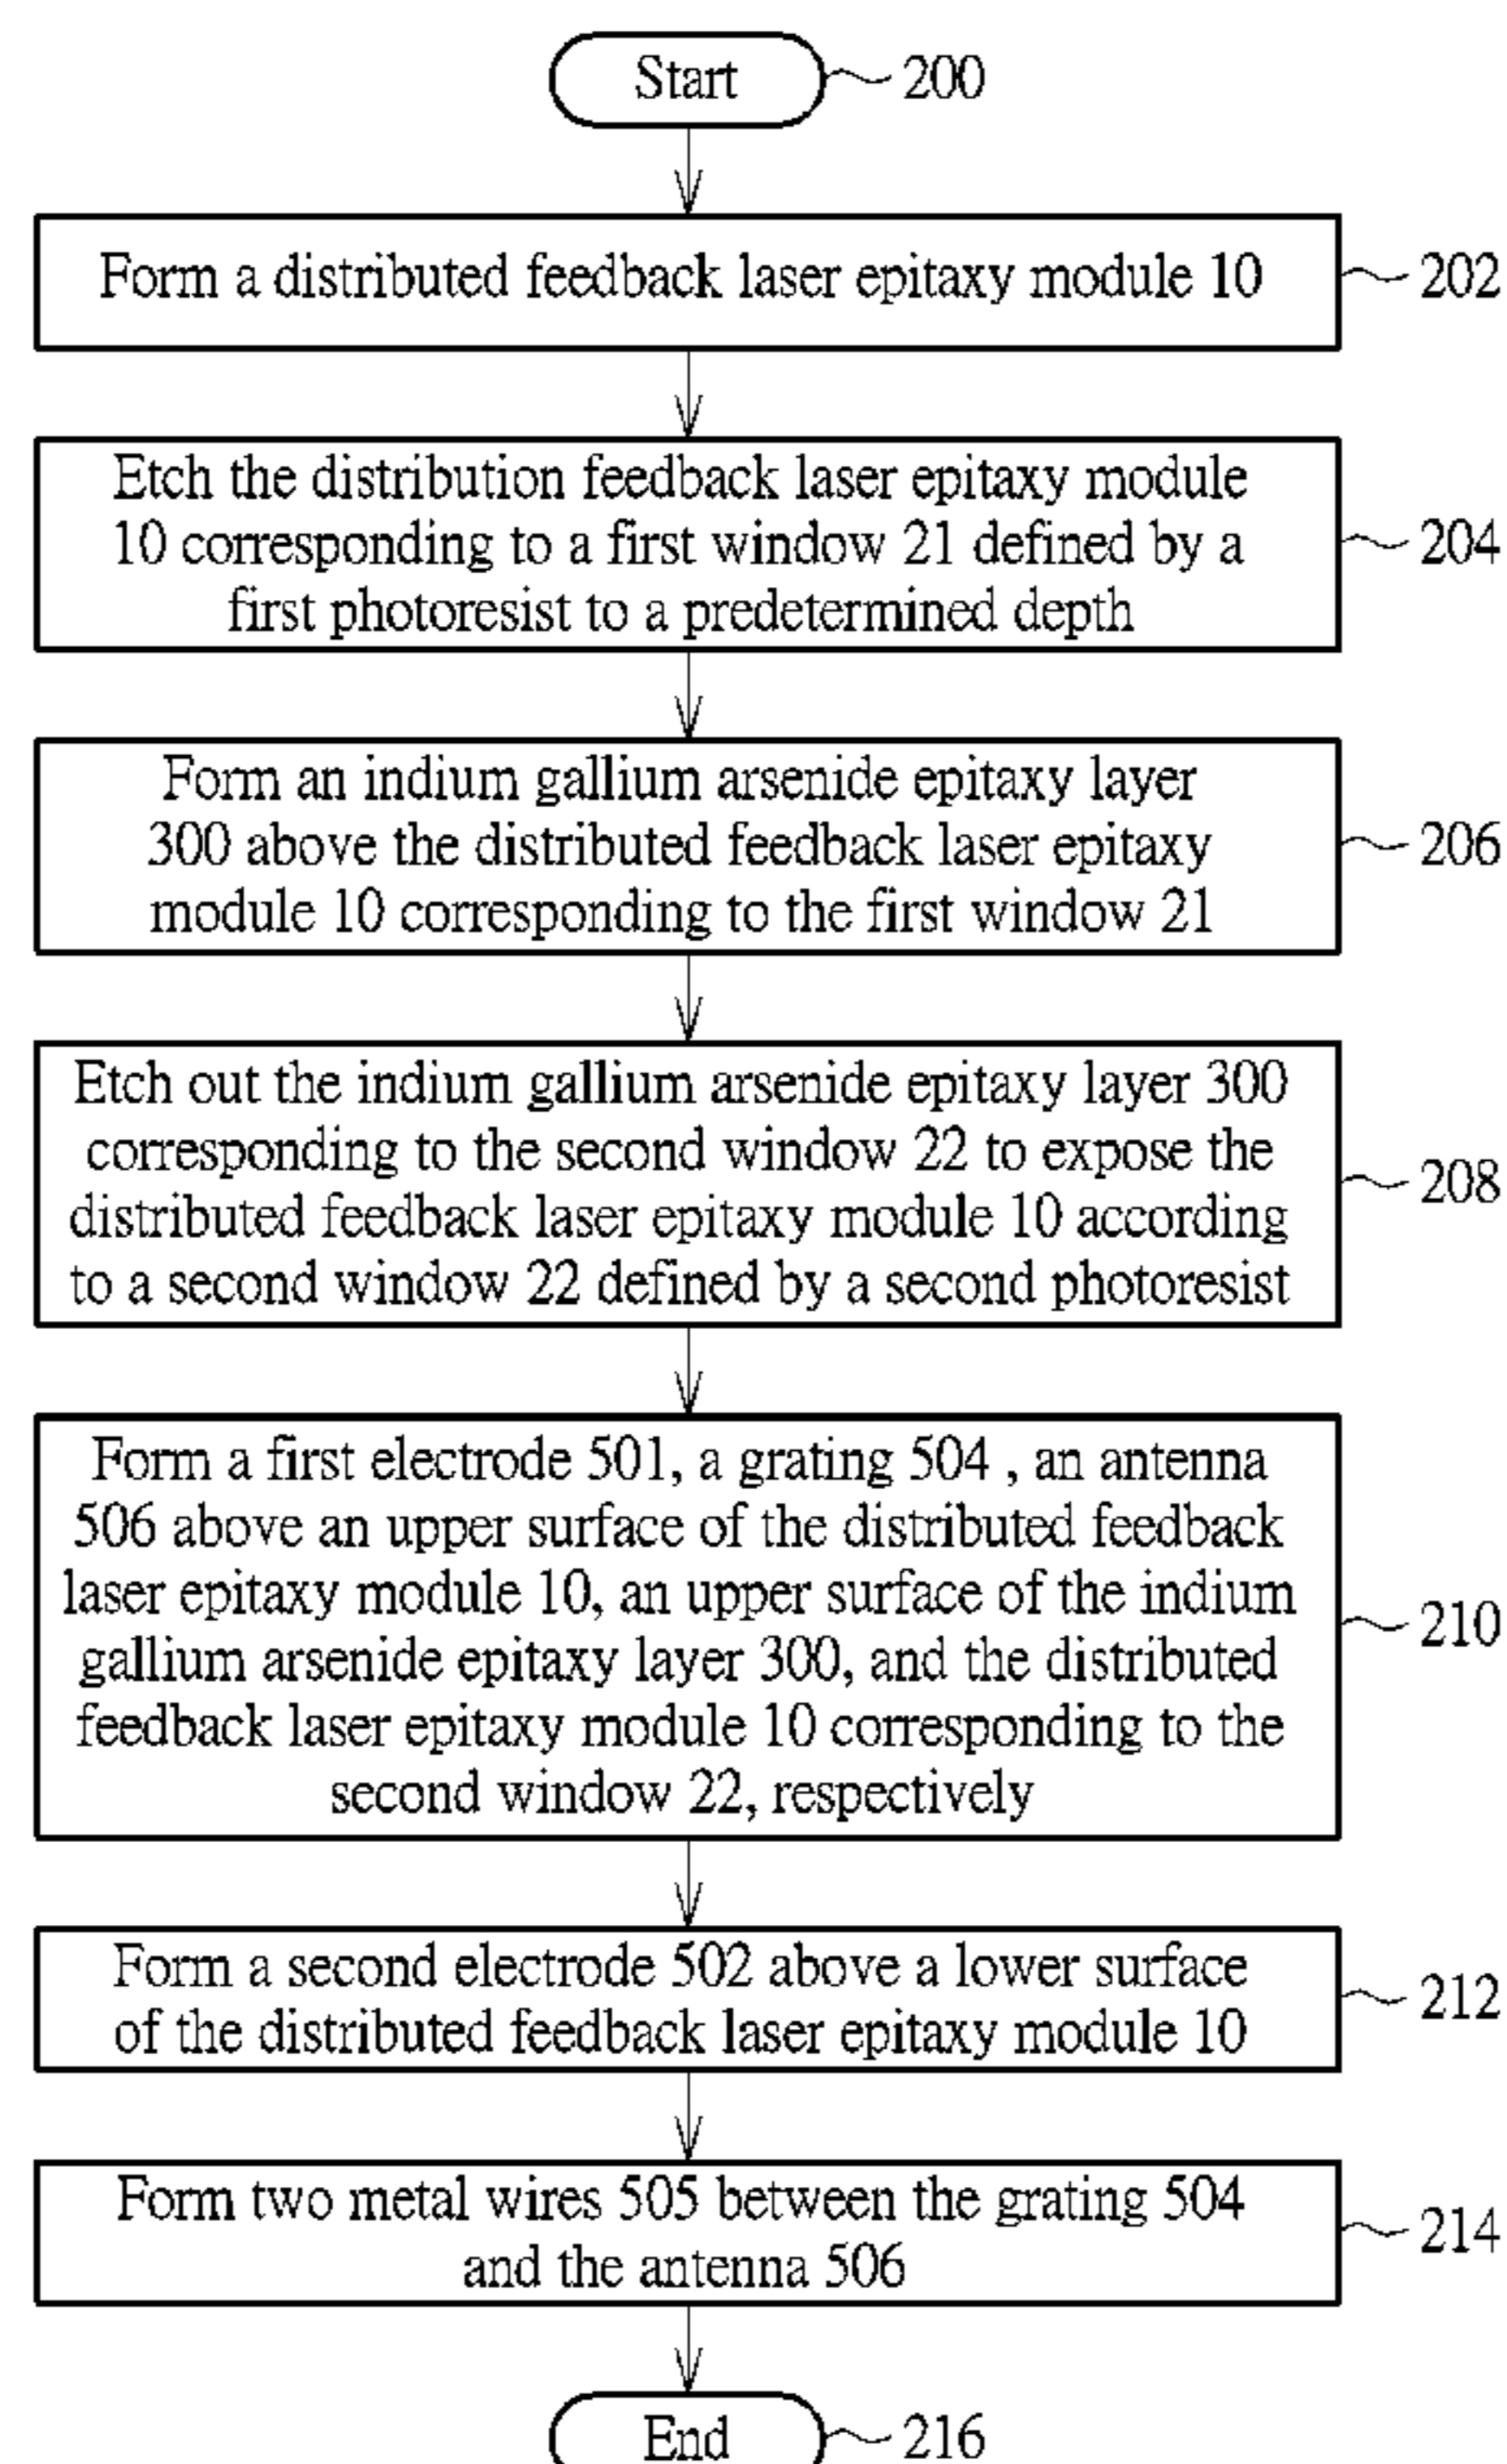 Start
200
Form a distributed feedback laser epitaxy module 10
202
Etch the distribution feedback laser epitaxy module
10 corresponding to a first window 21 defined by a
first photoresist to a predetermined depth
204
Form an indium gallium arsenide epitaxy layer
300 above the distributed feedback laser epitaxy
module 10 corresponding to the first window 21
206
Etch out the indium gallium arsenide epitaxy layer 300
corresponding to the second window 22 to expose the
distributed feedback laser epitaxy module 10 according
to a second window 22 defined by a second photoresist
208
Form a first electrode 501, a grating 504 , an antenna
506 above an upper surface of the distributed feedback
laser epitaxy module 10, an upper surface of the indium
gallium arsenide epitaxy layer 300, and the distributed
feedback laser epitaxy module 10 corresponding to the
second window 22, respectively
210
Form a second electrode 502 above a lower surface
of the distributed feedback laser epitaxy module 10
212
Form two metal wires 505 between the grating 504
and the antenna 506
214
End
216